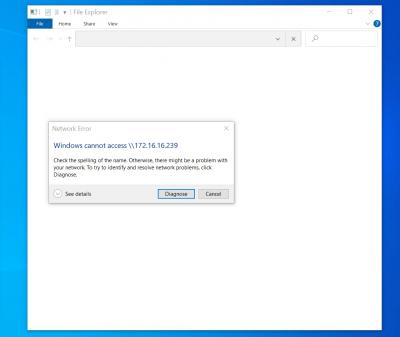 File Explorer
File Home Share View
Network Error
Windows cannot access \\172.16.16.239
Check the spelling of the name. Otherwise, there might be a problem with
your network. To try to identify and resolve network problems, click
Diagnose.
See details Diagnose Cancel